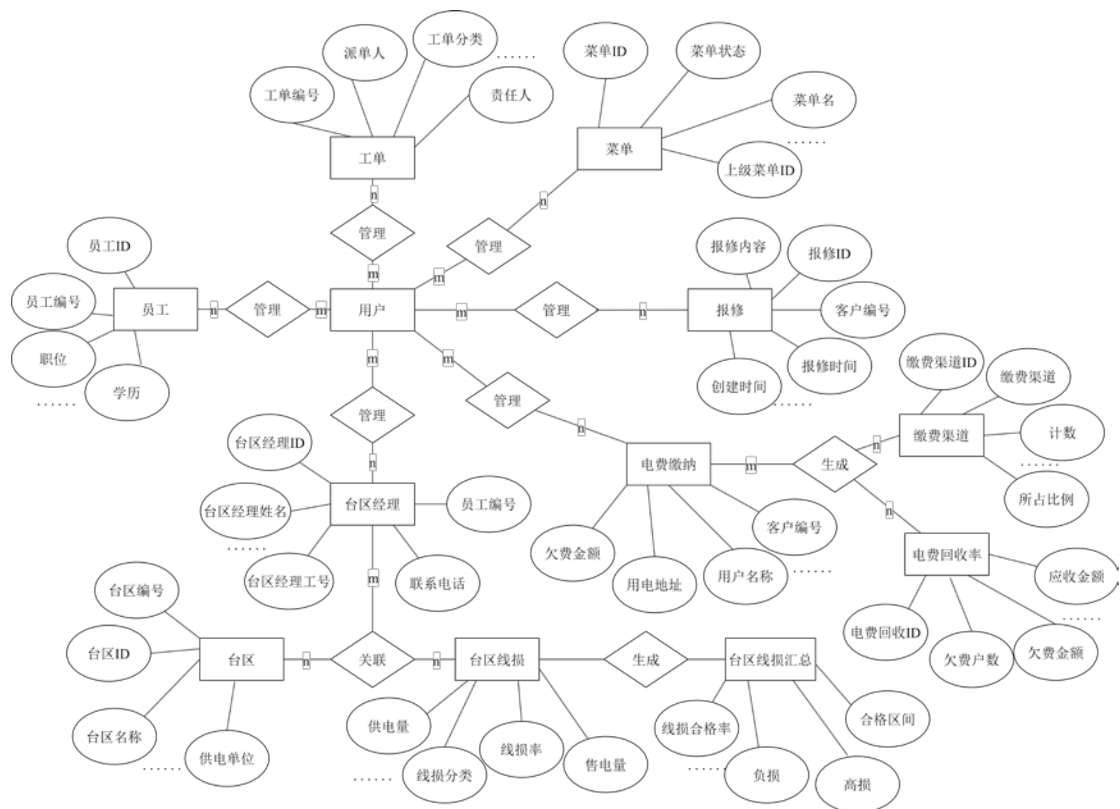 工单分类
派单人
......
菜单ID
菜单状态
工单编号
责任人
菜单名
......
工单
菜单
上级菜单ID
n
n
管理
管理
员工ID
报修内容
报修ID
m
m
员工编号
员工
n
管理
m
用户
m
管理
n
报修
客户编号
职位
学历
......
m
m
管理
创建时间
报修时间
......
缴费渠道ID
缴费渠道
管理
n
n
缴费渠道
计数
......
台区经理ID
n
电费缴纳
m
生成
所占比例
台区经理姓名
......
台区经理
员工编号
n
客户编号
欠费金额
电费回收率
台区经理工号
联系电话
m
用电地址
用户名称
......
应收金额
......
台区编号
电费回收ID
欠费户数
欠费金额
台区ID
台区
n
关联
n
台区线损
生成
台区线损汇总
台区名称
供电单位
......
供电量
线损分类
......
线损率
售电量
线损合格率
......
负损
高损
合格区间